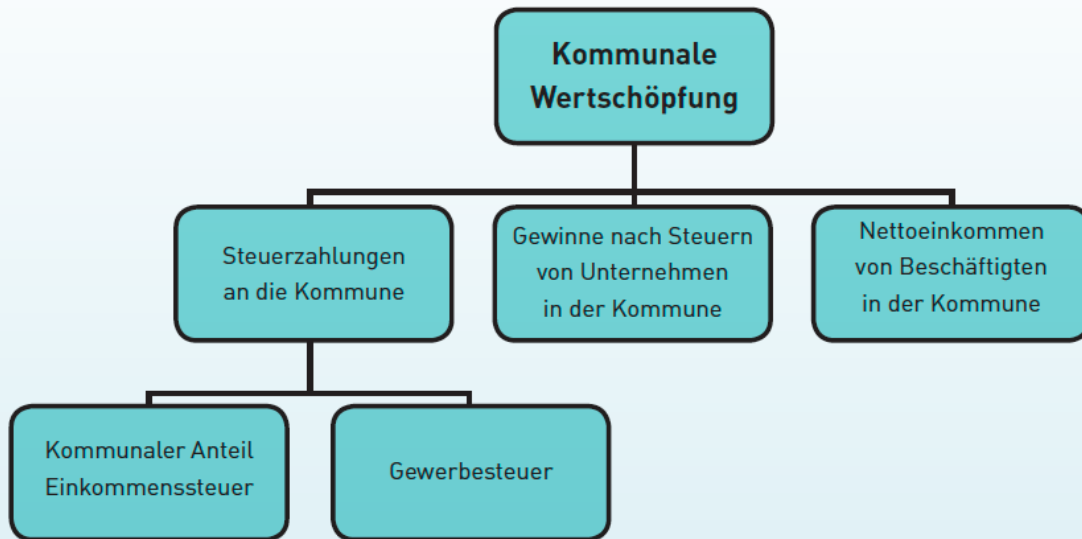 Kommunale
Wertschöpfung
Steuerzahlungen
an die Kommune
Gewinne nach Steuern
von Unternehmen
in der Kommune
Nettoeinkommen
von Beschäftigten
in der Kommune
Kommunaler Anteil
Einkommenssteuer
Gewerbesteuer